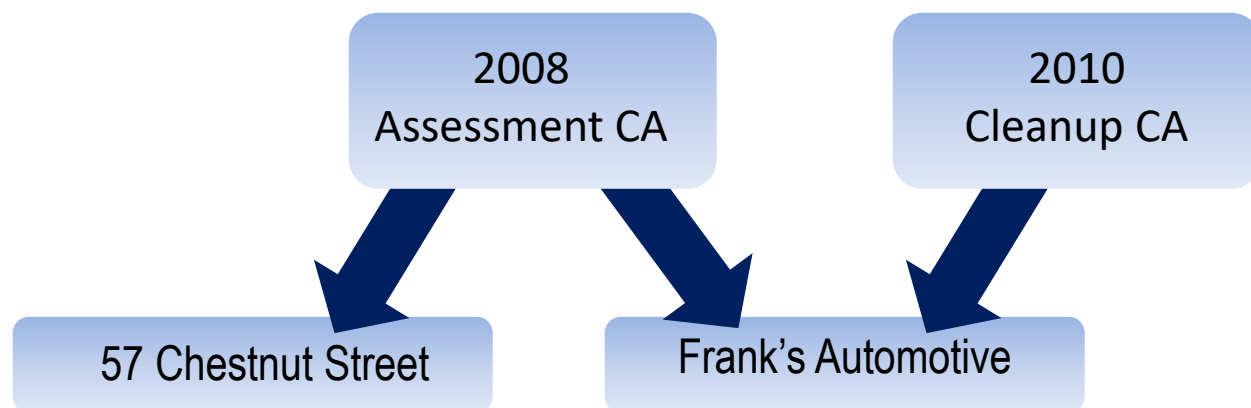 2008
Assessment CA
2010
Cleanup CA
57 Chestnut Street
Frank’s Automotive